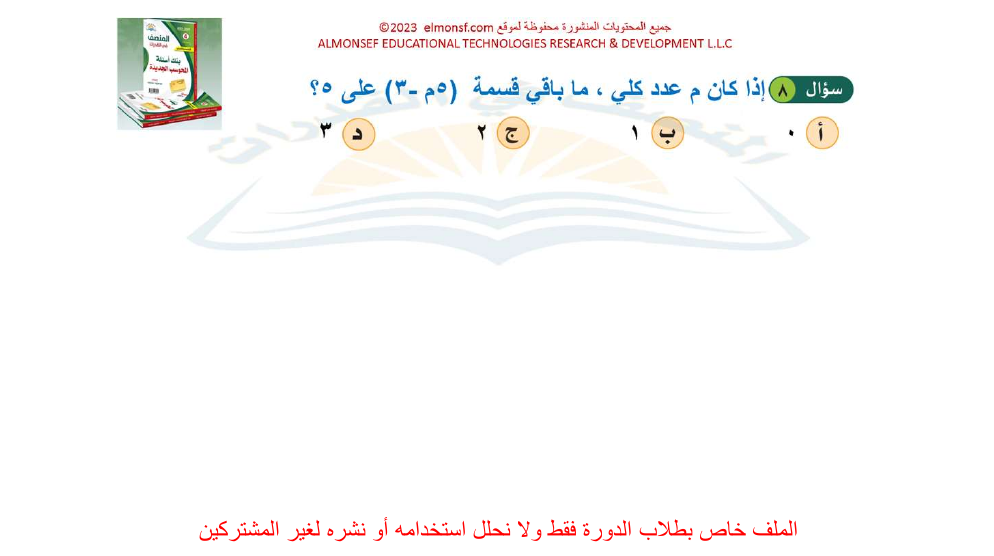 جميع المحتويات المنشورة محفوظة لموقع elmonsf.com ©2023
ALMONSEF EDUCATIONAL TECHNOLOGIES RESEARCH & DEVELOPMENT L.L.C
المنصف
في القدرات
بنك أسئلة
المحوسب الجديدة
سؤال ٨ إذا كان م عدد كلي ، ما باقي قسمة (٥م -٣) على ٥؟
أ ٠ ب ١ ج ٢ د ٣
الملف خاص بطلاب الدورة فقط ولا نحلل استخدامه أو نشره لغير المشتركين